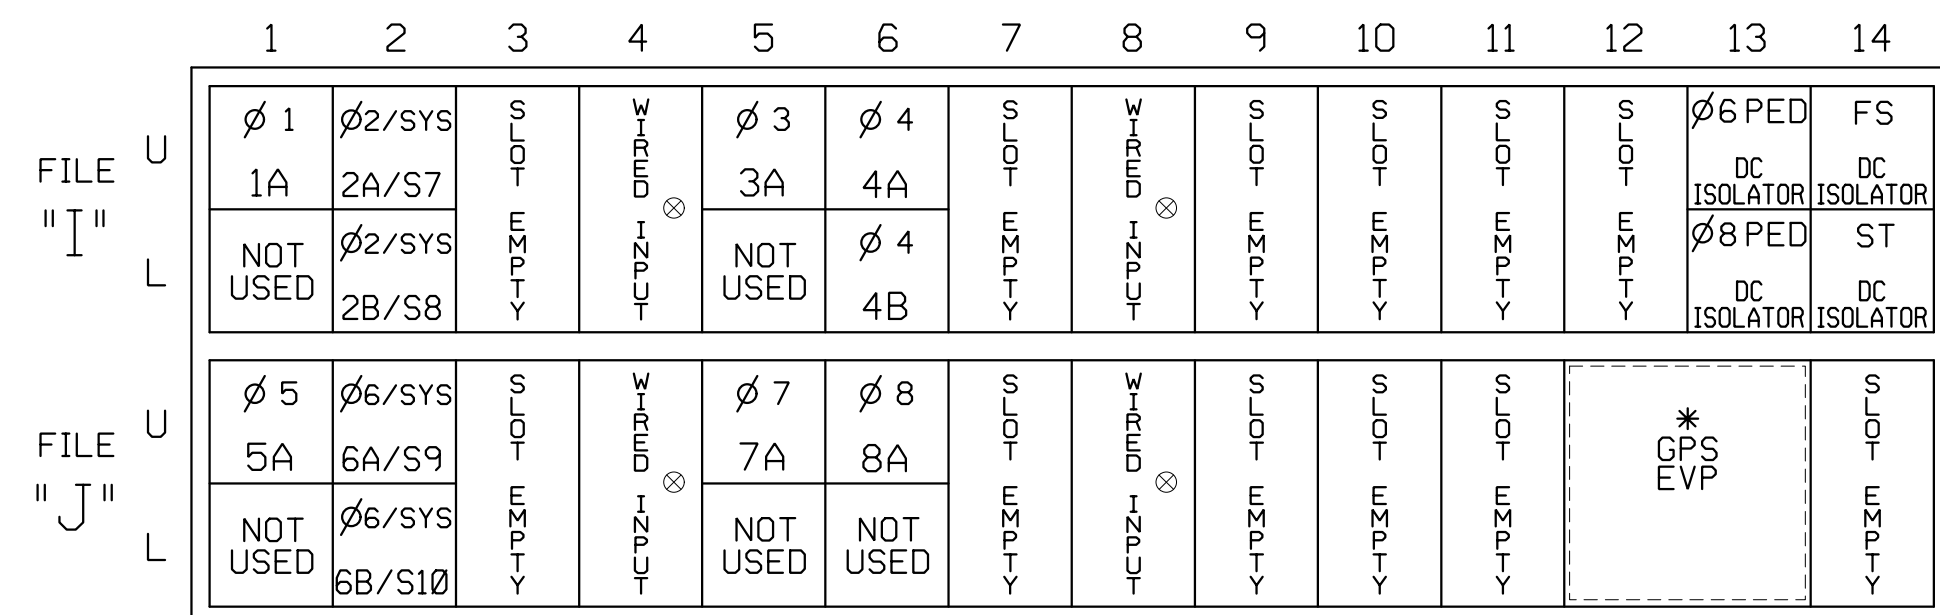 1 2 3 4 5 6 7 8 9 10 11 12 13 14
FILE
"I"
U
L
Ø 1
1A
NOT
USED
Ø2/SYS
2A/S7
Ø2/SYS
2B/S8
SLOT EMPTY
WIRED INPUT
Ø 3
3A
NOT
USED
Ø 4
4A
Ø 4
4B
SLOT EMPTY
WIRED INPUT
SLOT EMPTY
SLOT EMPTY
SLOT EMPTY
SLOT EMPTY
Ø6 PED
DC
ISOLATOR
Ø8 PED
DC
ISOLATOR
FS
DC
ISOLATOR
ST
DC
ISOLATOR
FILE
"J"
U
L
Ø 5
5A
NOT
USED
Ø6/SYS
6A/S9
Ø6/SYS
6B/S10
SLOT EMPTY
WIRED INPUT
Ø 7
7A
NOT
USED
Ø 8
8A
NOT
USED
SLOT EMPTY
WIRED INPUT
SLOT EMPTY
SLOT EMPTY
SLOT EMPTY
*
GPS
EVP
SLOT EMPTY